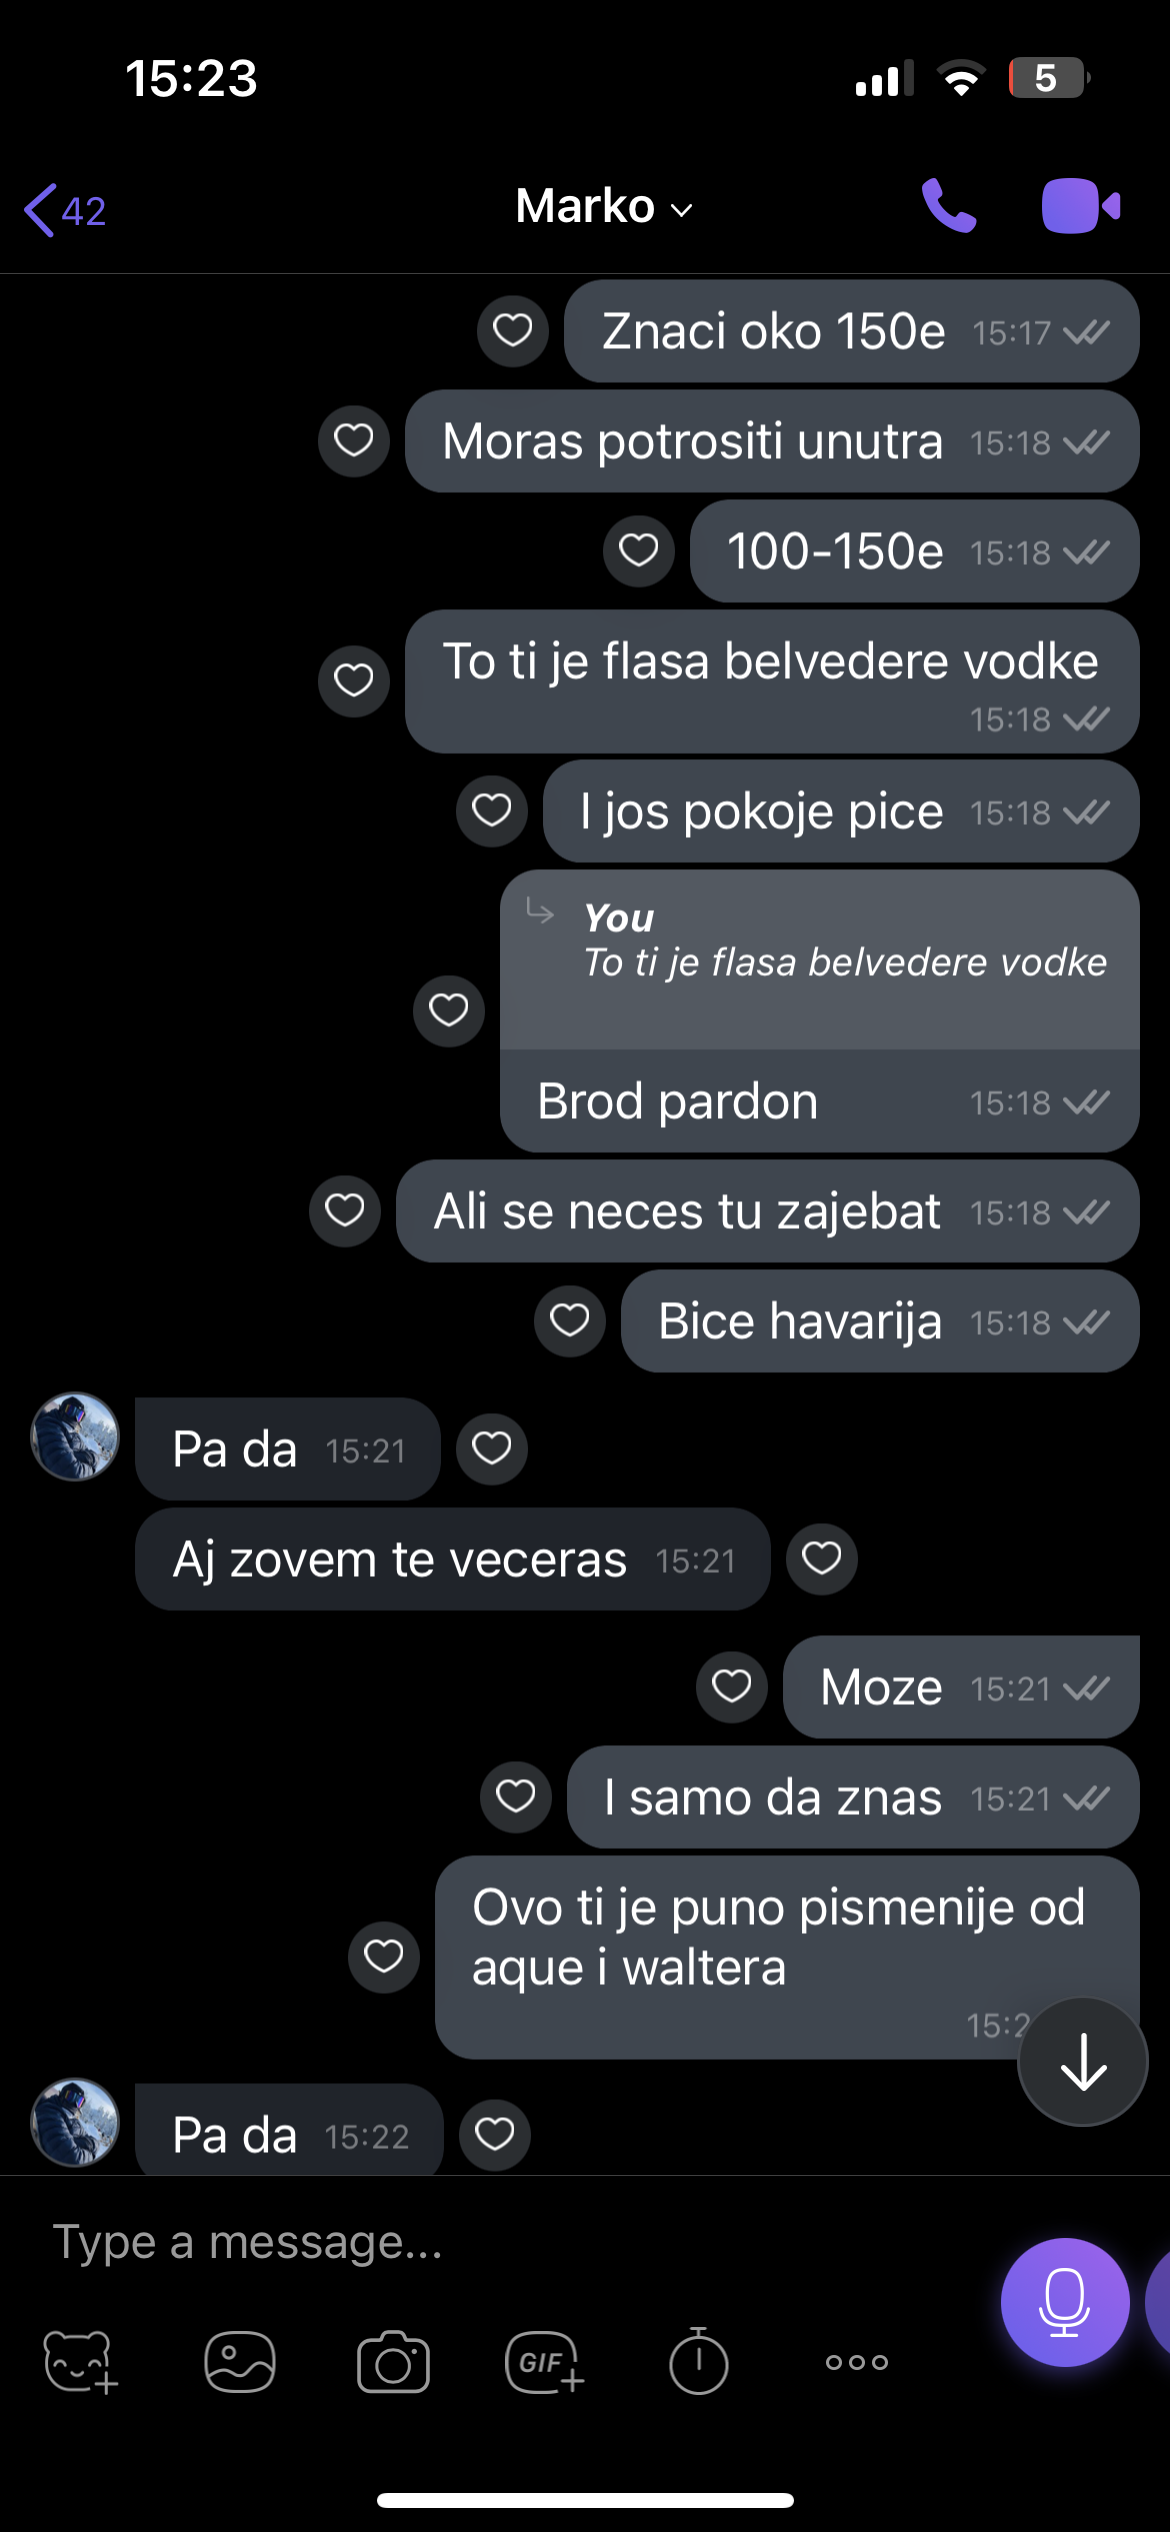 15:23
5
42
Marko
Znaci oko 150e 15:17
Moras potrositi unutra 15:18
100-150e 15:18
To ti je flasa belvedere vodke
15:18
I jos pokoje pice 15:18
You
To ti je flasa belvedere vodke
Brod pardon 15:18
Ali se neces tu zajebat 15:18
Bice havarija 15:18
Pa da 15:21
Aj zovem te veceras 15:21
Moze 15:21
I samo da znas 15:21
Ovo ti je puno pismenije od
aque i waltera
15:2
Pa da 15:22
Type a message...
GIF